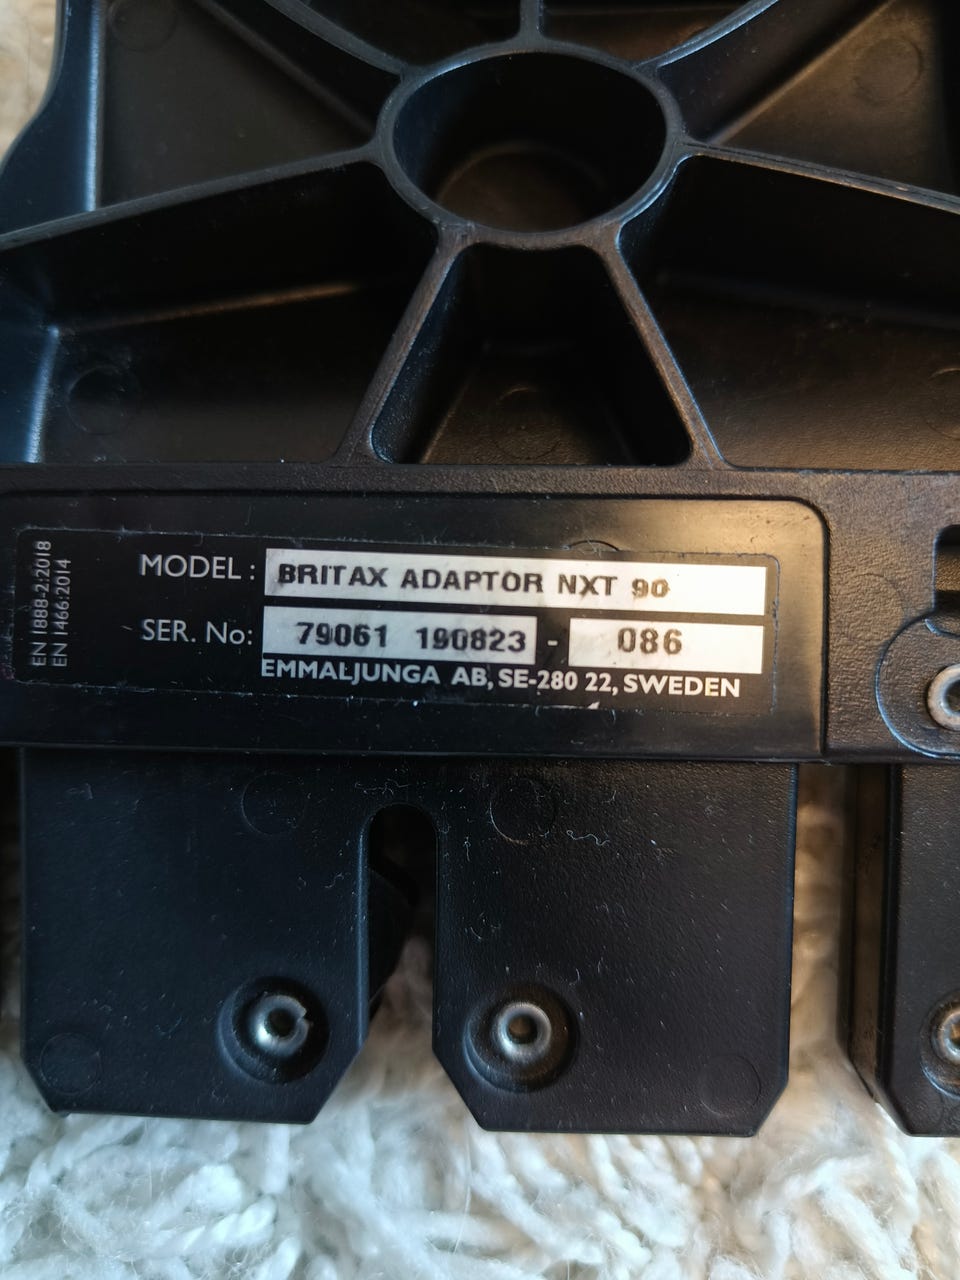 EN 1888-2:2018
EN 1466:2014
MODEL : BRITAX ADAPTOR NXT 90
SER. No: 79061 190823 - 086
EMMALJUNGA AB, SE-280 22, SWEDEN